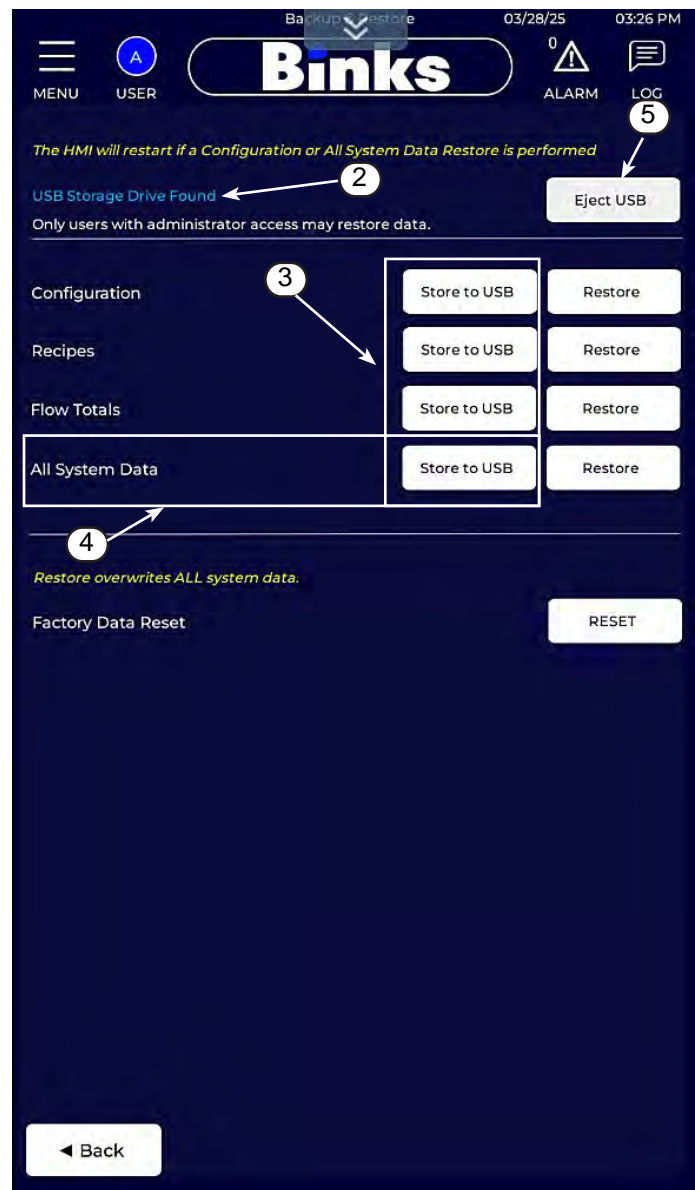 Backup & Restore 03/28/25 03:26 PM
A Binks 0
MENU USER ALARM LOG
5
The HMI will restart if a Configuration or All System Data Restore is performed
2
USB Storage Drive Found Eject USB
Only users with administrator access may restore data.
3
Configuration Store to USB Restore
Recipes Store to USB Restore
Flow Totals Store to USB Restore
All System Data Store to USB Restore
4
Restore overwrites ALL system data.
Factory Data Reset RESET
◄ Back